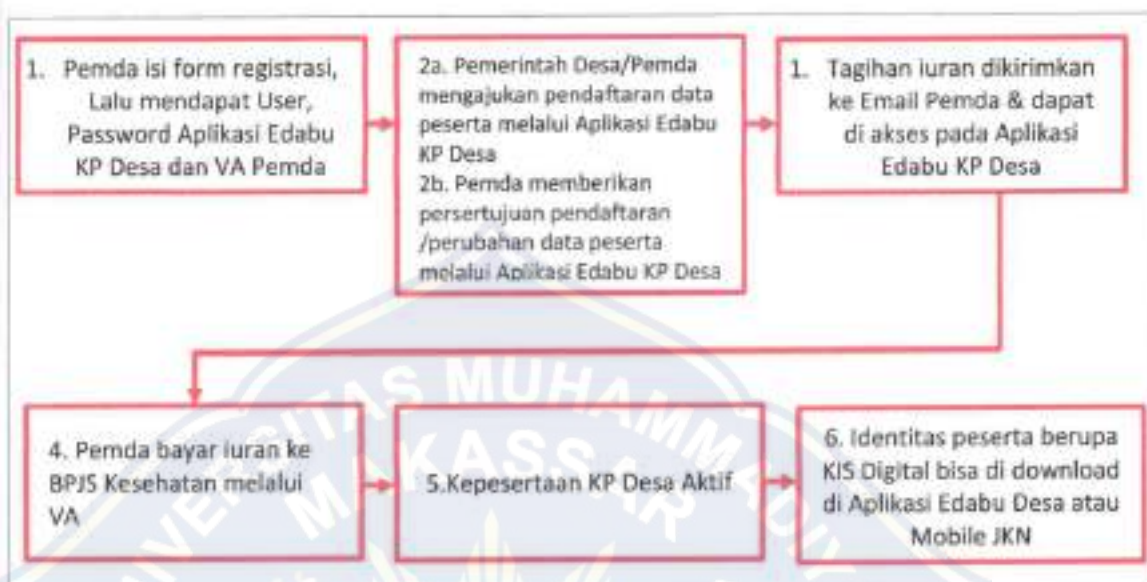 1. Pemda isi form registrasi,
Lalu mendapat User,
Password Aplikasi Edabu
KP Desa dan VA Pemda
2a. Pemerintah Desa/Pemda
mengajukan pendaftaran data
peserta melalui Aplikasi Edabu
KP Desa
2b. Pemda memberikan
persertujuan pendaftaran
/perubahan data peserta
melalui Aplikasi Edabu KP Desa
1. Tagihan iuran dikirimkan
ke Email Pemda & dapat
di akses pada Aplikasi
Edabu KP Desa
4. Pemda bayar iuran ke
BPJS Kesehatan melalui
VA
5.Kepesertaan KP Desa Aktif
6. Identitas peserta berupa
KIS Digital bisa di download
di Aplikasi Edabu Desa atau
Mobile JKN
UNIVERSITAS MUHAMMADIY
MAKASSAR